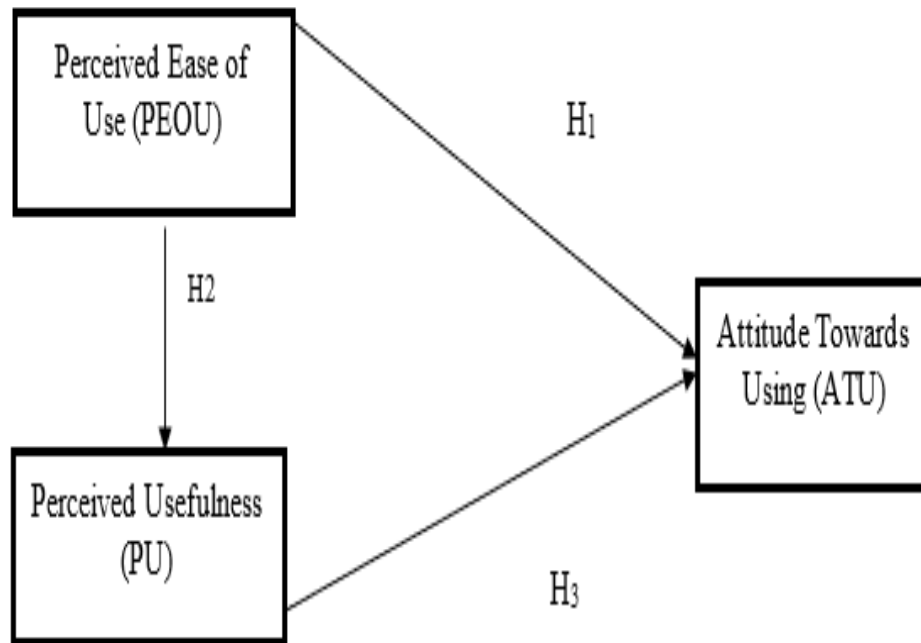 Perceived Ease of
Use (PEOU)
H₁
H2
Attitude Towards
Using (ATU)
Perceived Usefulness
(PU)
H₃